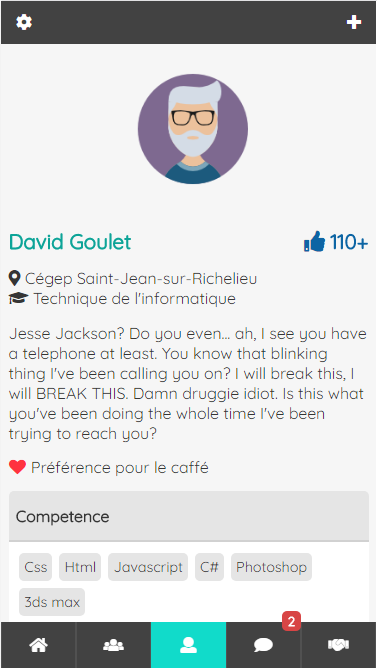 David Goulet
110+
Cégep Saint-Jean-sur-Richelieu
Technique de l'informatique
Jesse Jackson? Do you even... ah, I see you have
a telephone at least. You know that blinking
thing I've been calling you on? I will break this, I
will BREAK THIS. Damn druggie idiot. Is this what
you've been doing the whole time I've been
trying to reach you?
Préférence pour le caffé
Competence
Css Html Javascript C# Photoshop
3ds max
2